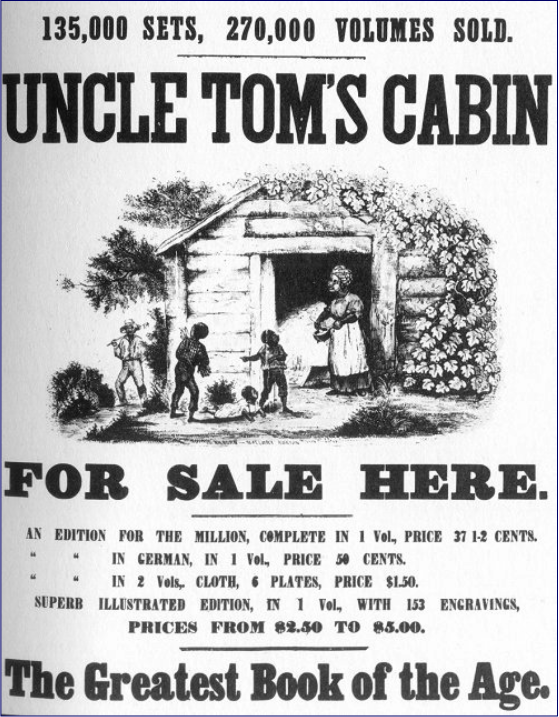 135,000 SETS, 270,000 VOLUMES SOLD.
UNCLE TOM'S CABIN
FOR SALE HERE.
AN EDITION FOR THE MILLION, COMPLETE IN 1 Vol., PRICE 37 1-2 CENTS.
" " IN GERMAN, IN 1 Vol., PRICE 50 CENTS.
" " IN 2 Vols., CLOTH, 6 PLATES, PRICE $1.50.
SUPERB ILLUSTRATED EDITION, IN 1 Vol., WITH 153 ENGRAVINGS,
PRICES FROM $2.50 TO $5.00.
The Greatest Book of the Age.